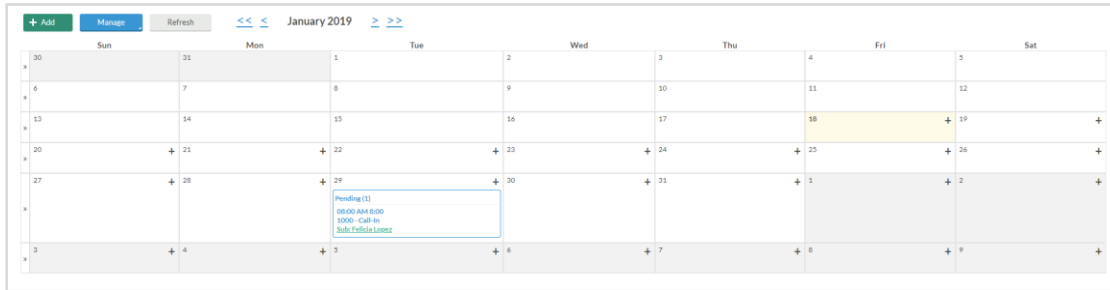 + Add Manage Refresh << < January 2019 > >>
Sun Mon Tue Wed Thu Fri Sat
» 30 31 1 2 3 4 5
» 6 7 8 9 10 11 12
» 13 14 15 16 17 18 + 19 +
» 20 + 21 + 22 + 23 + 24 + 25 + 26 +
» 27 + 28 + 29 + 30 + 31 + 1 + 2 +
Pending (1)
08:00 AM 8:00
1000 - Call-In
Sub: Felicia Lopez
» 3 + 4 + 5 + 6 + 7 + 8 + 9 +